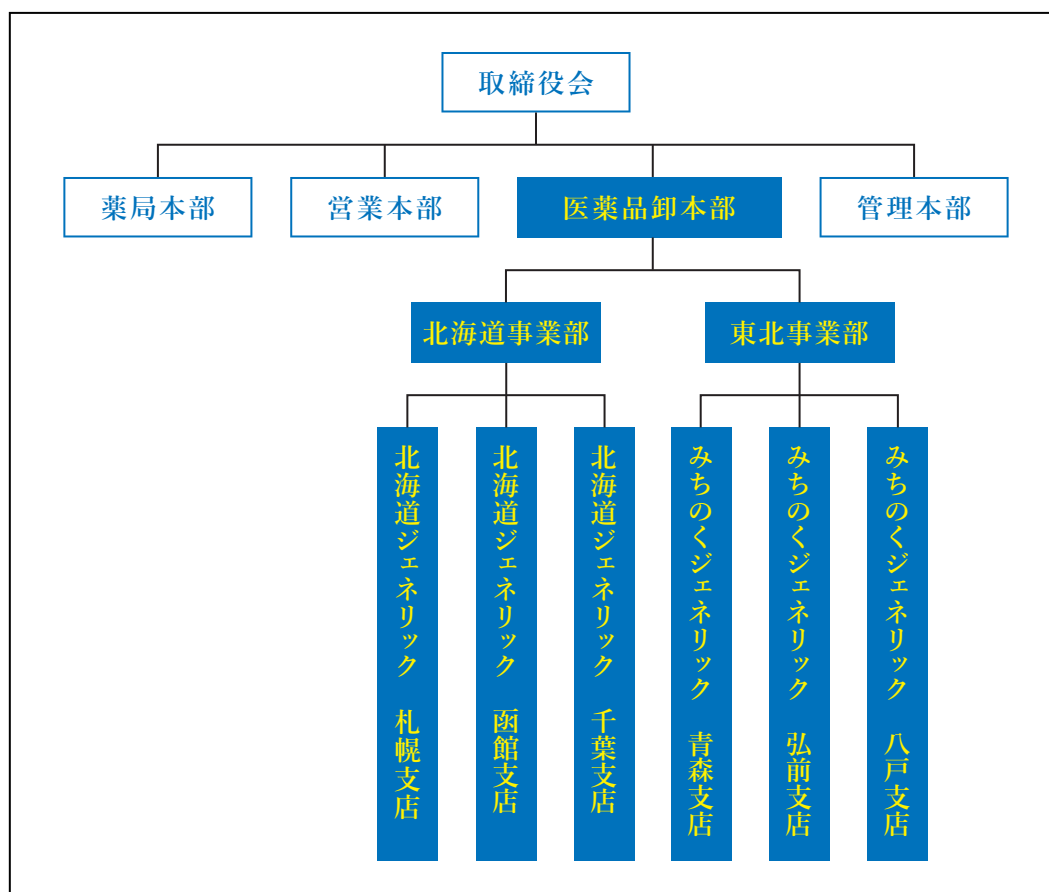 取締役会
薬局本部
営業本部
医薬品卸本部
管理本部
北海道事業部
東北事業部
北海道ジェネリック　札幌支店
北海道ジェネリック　函館支店
北海道ジェネリック　千葉支店
みちのくジェネリック　青森支店
みちのくジェネリック　弘前支店
みちのくジェネリック　八戸支店